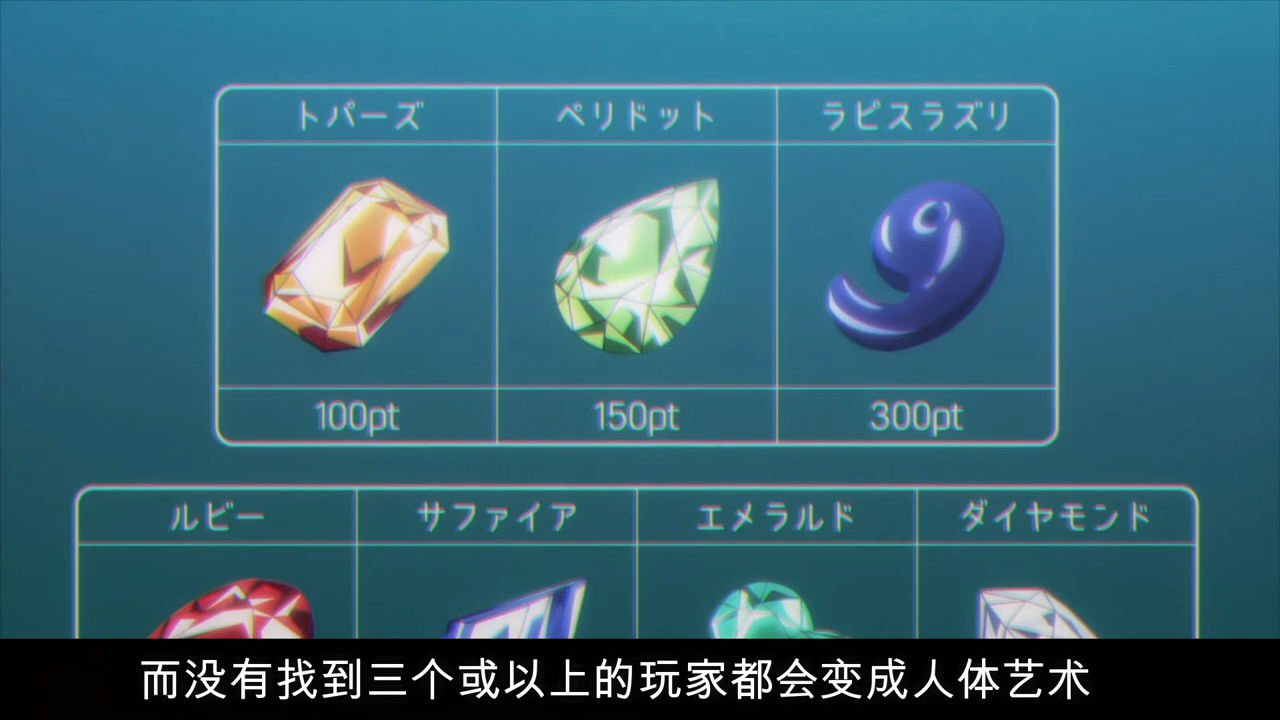 トパーズ ペリドット ラピスラズリ
100pt 150pt 300pt
ルビー サファイア エメラルド ダイヤモンド
而没有找到三个或以上的玩家都会变成人体艺术